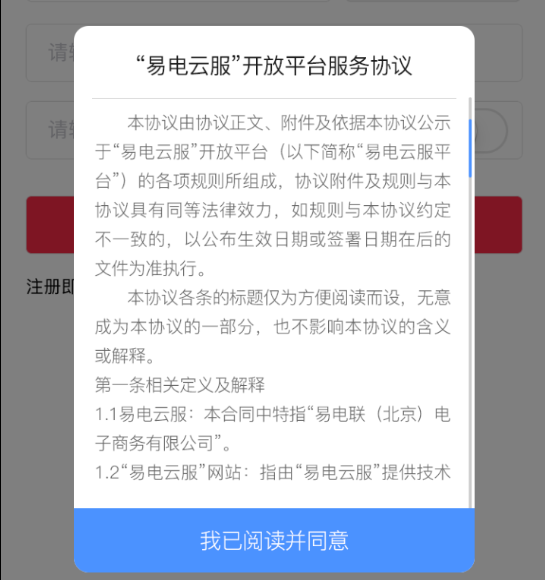 请
“易电云服”开放平台服务协议
本协议由协议正文、附件及依据本协议公示
于“易电云服”开放平台（以下简称“易电云服平
台”）的各项规则所组成，协议附件及规则与本
协议具有同等法律效力，如规则与本协议约定
不一致的，以公布生效日期或签署日期在后的
文件为准执行。
本协议各条的标题仅为方便阅读而设，无意
成为本协议的一部分，也不影响本协议的含义
或解释。
第一条相关定义及解释
1.1易电云服：本合同中特指“易电联（北京）电
子商务有限公司”。
1.2“易电云服”网站：指由“易电云服”提供技术
请
注册即
我已阅读并同意